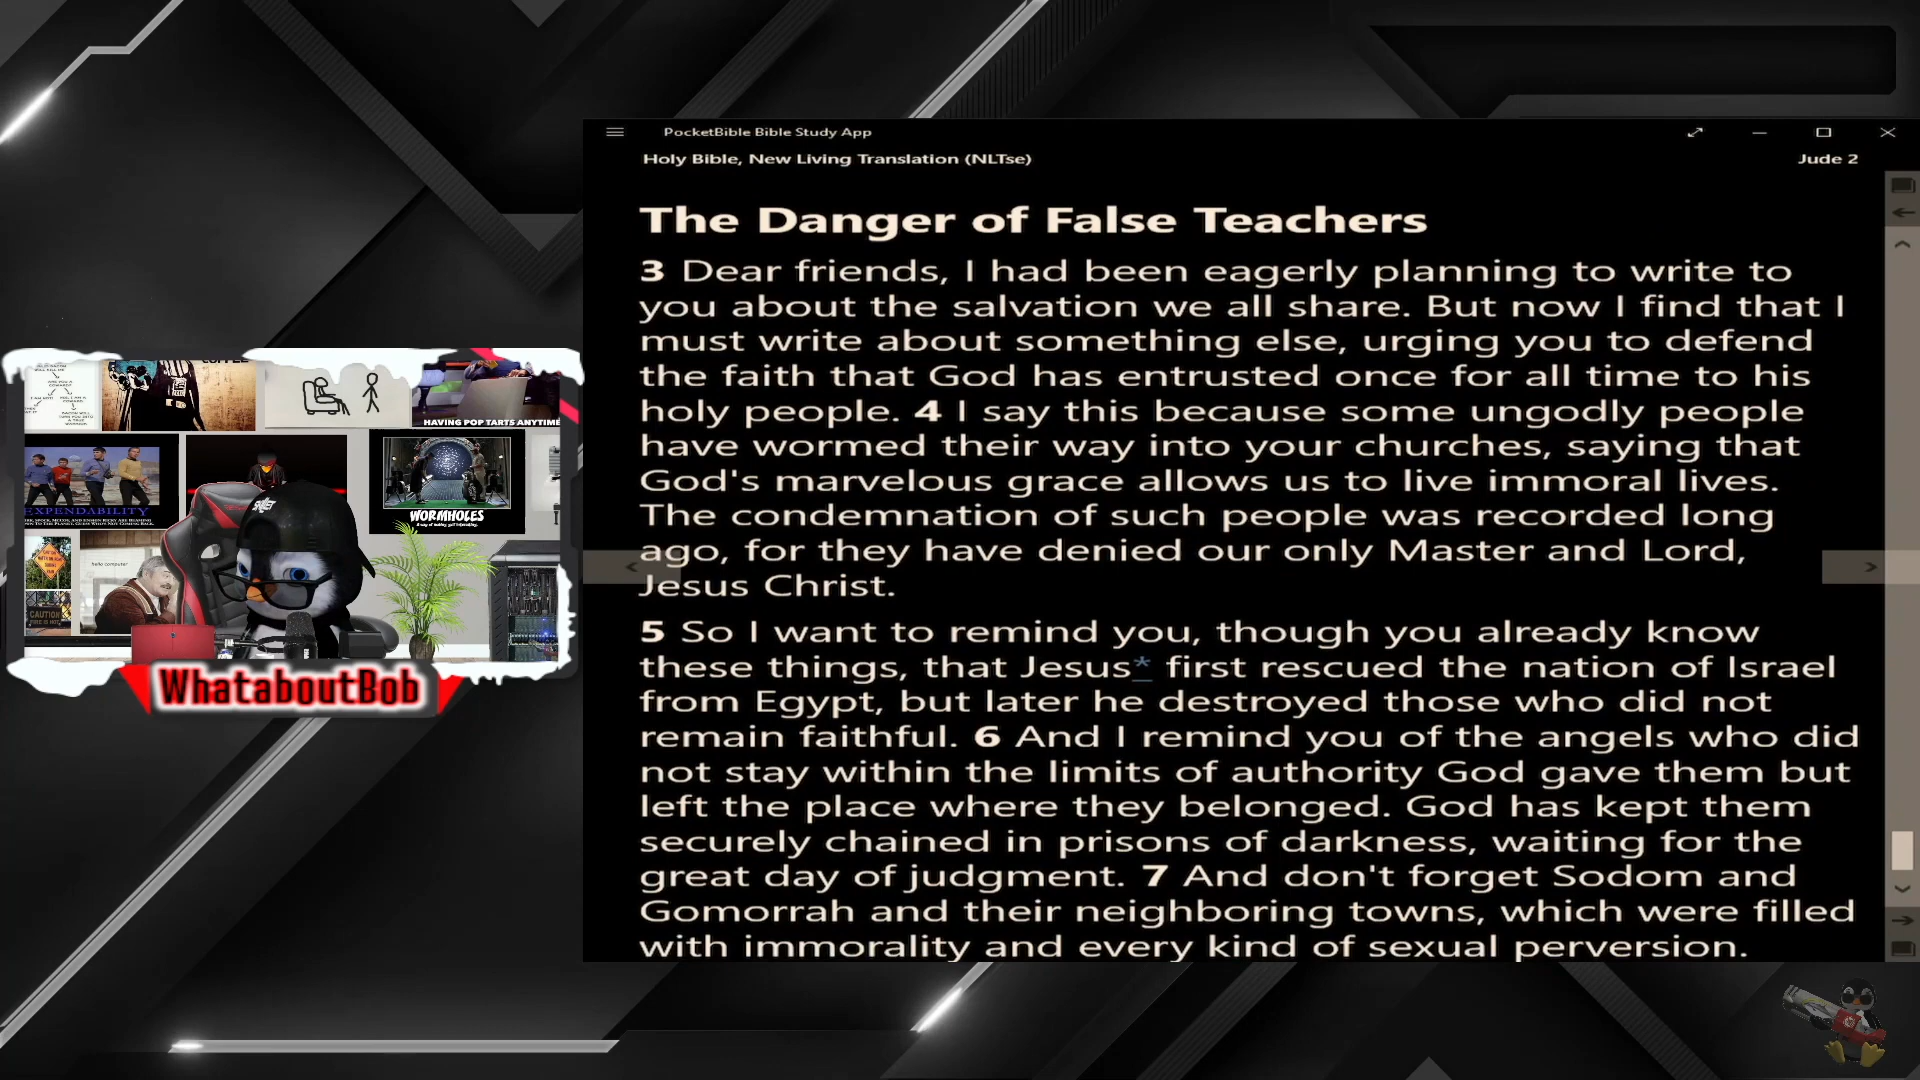 PocketBible Bible Study App
Holy Bible, New Living Translation (NLTse)
Jude 2
The Danger of False Teachers
3 Dear friends, I had been eagerly planning to write to
you about the salvation we all share. But now I find that I
must write about something else, urging you to defend
the faith that God has entrusted once for all time to his
holy people. 4 I say this because some ungodly people
have wormed their way into your churches, saying that
God's marvelous grace allows us to live immoral lives.
The condemnation of such people was recorded long
ago, for they have denied our only Master and Lord,
Jesus Christ.
5 So I want to remind you, though you already know
these things, that Jesus* first rescued the nation of Israel
from Egypt, but later he destroyed those who did not
remain faithful. 6 And I remind you of the angels who did
not stay within the limits of authority God gave them but
left the place where they belonged. God has kept them
securely chained in prisons of darkness, waiting for the
great day of judgment. 7 And don't forget Sodom and
Gomorrah and their neighboring towns, which were filled
with immorality and every kind of sexual perversion.
HAVING POP TARTS ANYTIME
EXPENDABILITY
WORMHOLES
hello computer
CAUTION
WhataboutBob